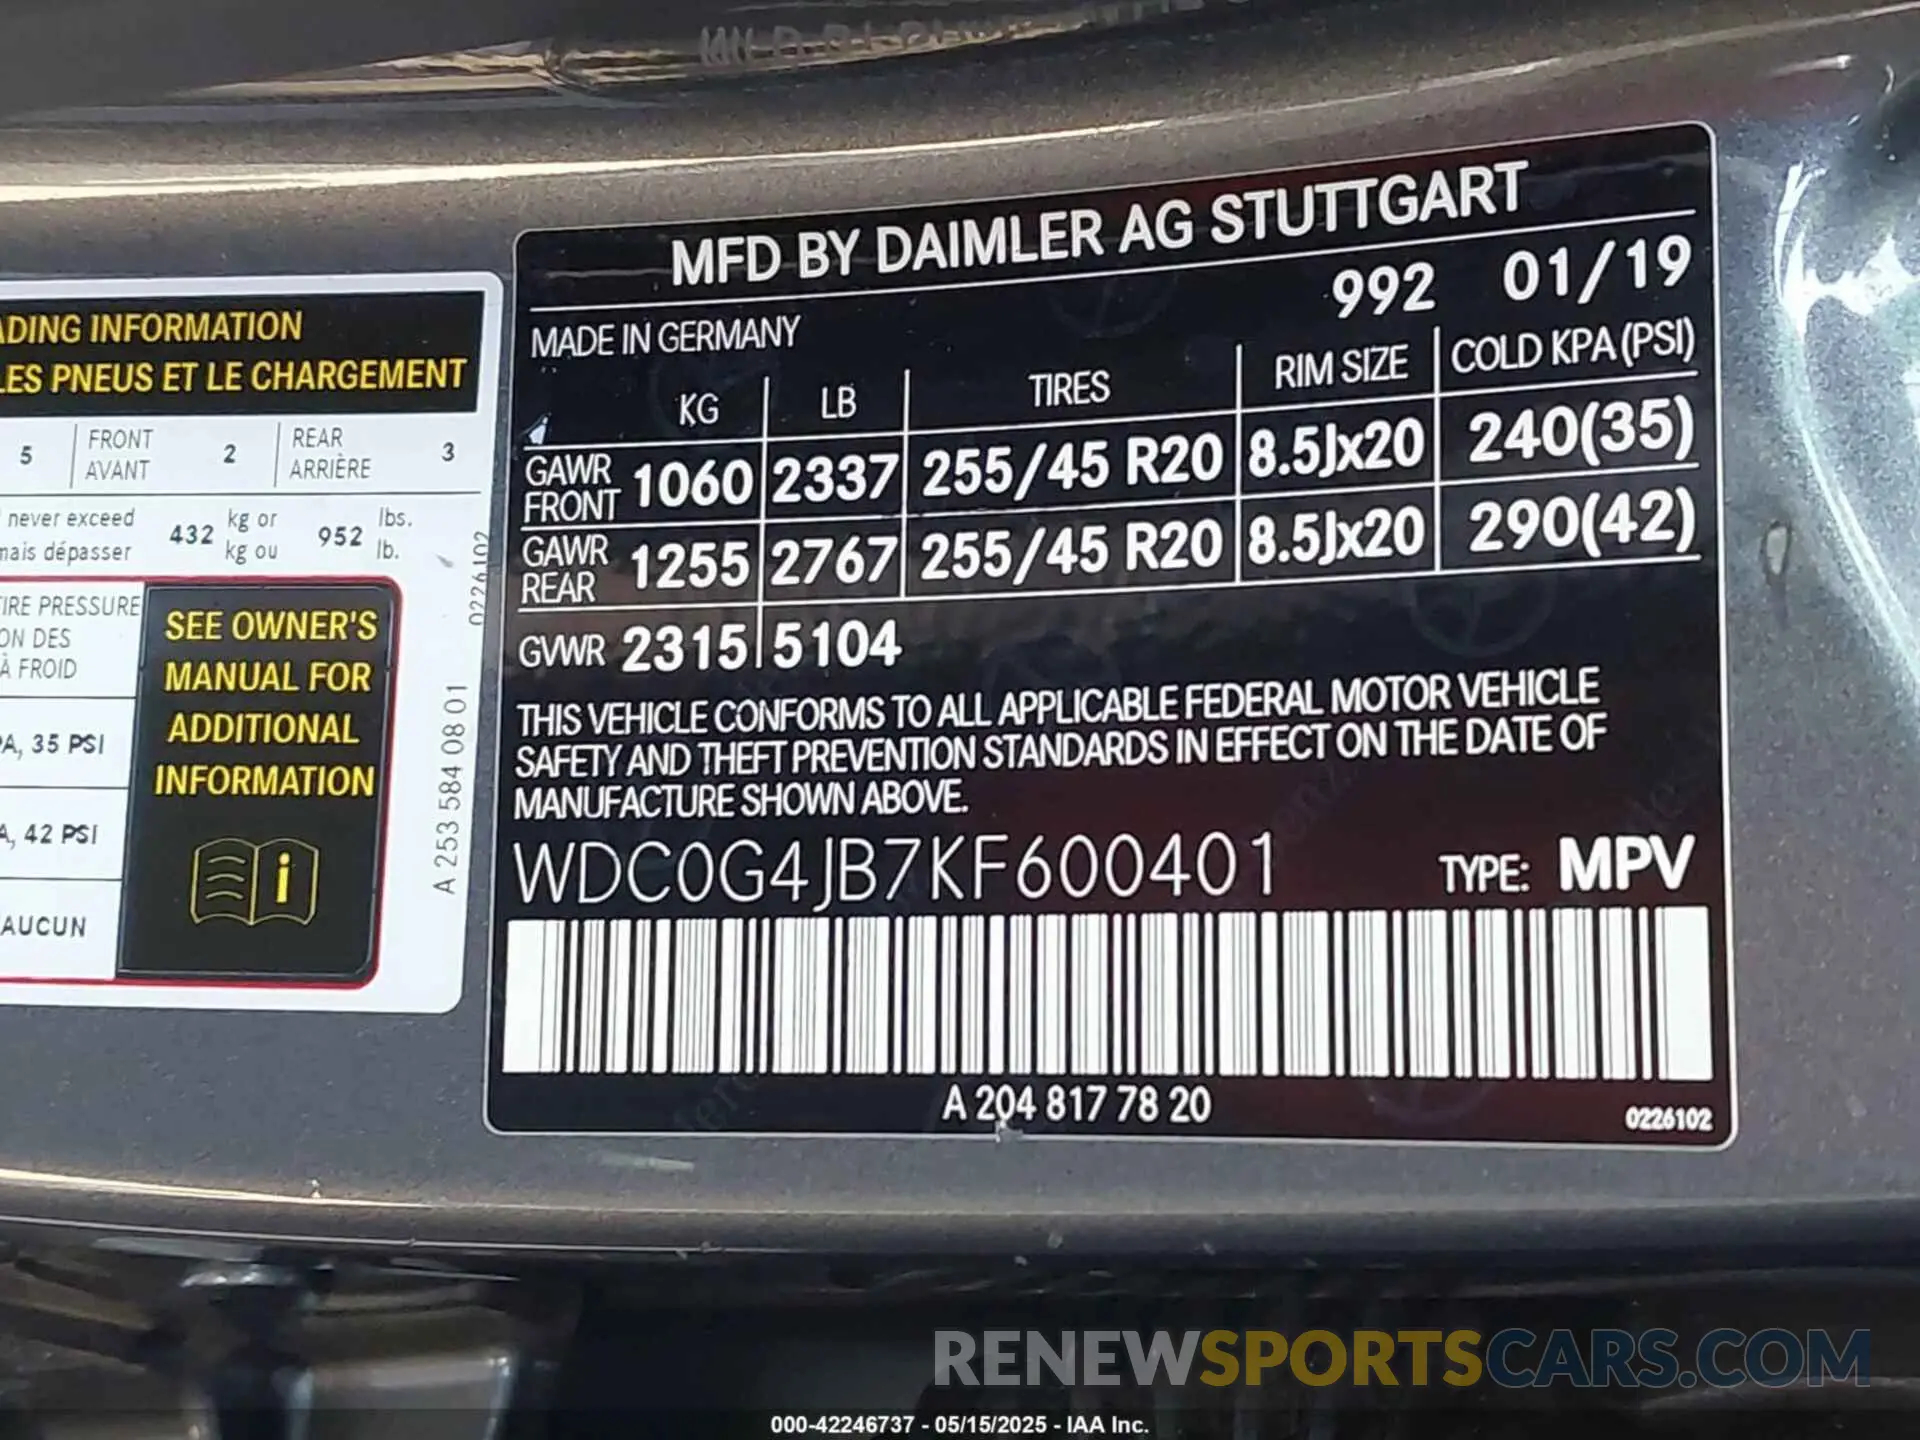 ADING INFORMATION
LES PNEUS ET LE CHARGEMENT
5 FRONT AVANT 2 REAR ARRIÈRE 3
never exceed 432 kg or 952 lbs.
mais dépasser kg ou lb.
TIRE PRESSURE
ON DES
À FROID
A, 35 PSI
A, 42 PSI
AUCUN
SEE OWNER'S
MANUAL FOR
ADDITIONAL
INFORMATION
i
A 253 584 08 01
0226102
MFD BY DAIMLER AG STUTTGART
992 01/19
MADE IN GERMANY
KG LB TIRES RIM SIZE COLD KPA (PSI)
GAWR FRONT 1060 2337 255/45 R20 8.5Jx20 240(35)
GAWR REAR 1255 2767 255/45 R20 8.5Jx20 290(42)
GVWR 2315 5104
THIS VEHICLE CONFORMS TO ALL APPLICABLE FEDERAL MOTOR VEHICLE
SAFETY AND THEFT PREVENTION STANDARDS IN EFFECT ON THE DATE OF
MANUFACTURE SHOWN ABOVE.
WDC0G4JB7KF600401 TYPE: MPV
A 204 817 78 20
0226102
RENEWSPORTSCARS.COM
000-42246737 - 05/15/2025 - IAA Inc.